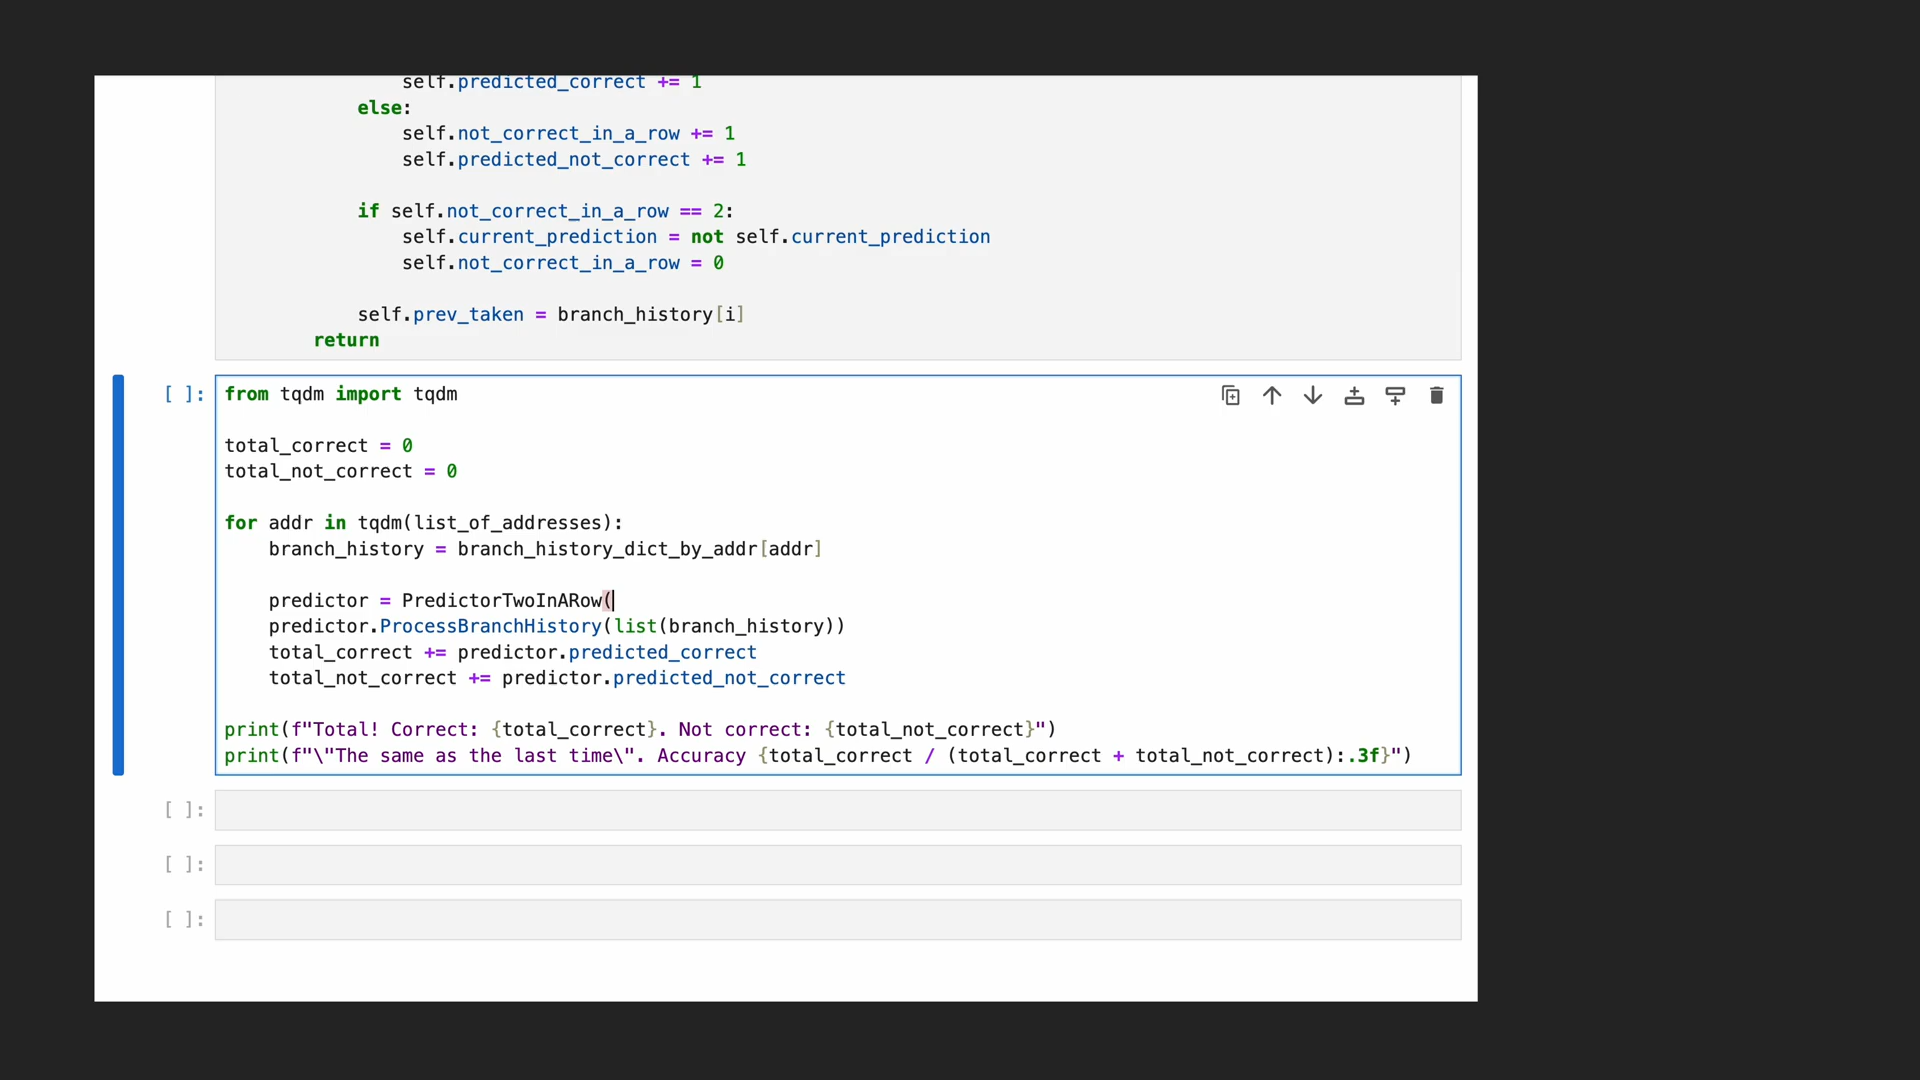 self.predicted_correct += 1
else:
self.not_correct_in_a_row += 1
self.predicted_not_correct += 1
if self.not_correct_in_a_row == 2:
self.current_prediction = not self.current_prediction
self.not_correct_in_a_row = 0
self.prev_taken = branch_history[i]
return
[ ]: from tqdm import tqdm
total_correct = 0
total_not_correct = 0
for addr in tqdm(list_of_addresses):
branch_history = branch_history_dict_by_addr[addr]
predictor = PredictorTwoInARow(
predictor.ProcessBranchHistory(list(branch_history))
total_correct += predictor.predicted_correct
total_not_correct += predictor.predicted_not_correct
print(f"Total! Correct: {total_correct}. Not correct: {total_not_correct}")
print(f"\"The same as the last time\". Accuracy {total_correct / (total_correct + total_not_correct):.3f}")
[ ]:
[ ]:
[ ]: